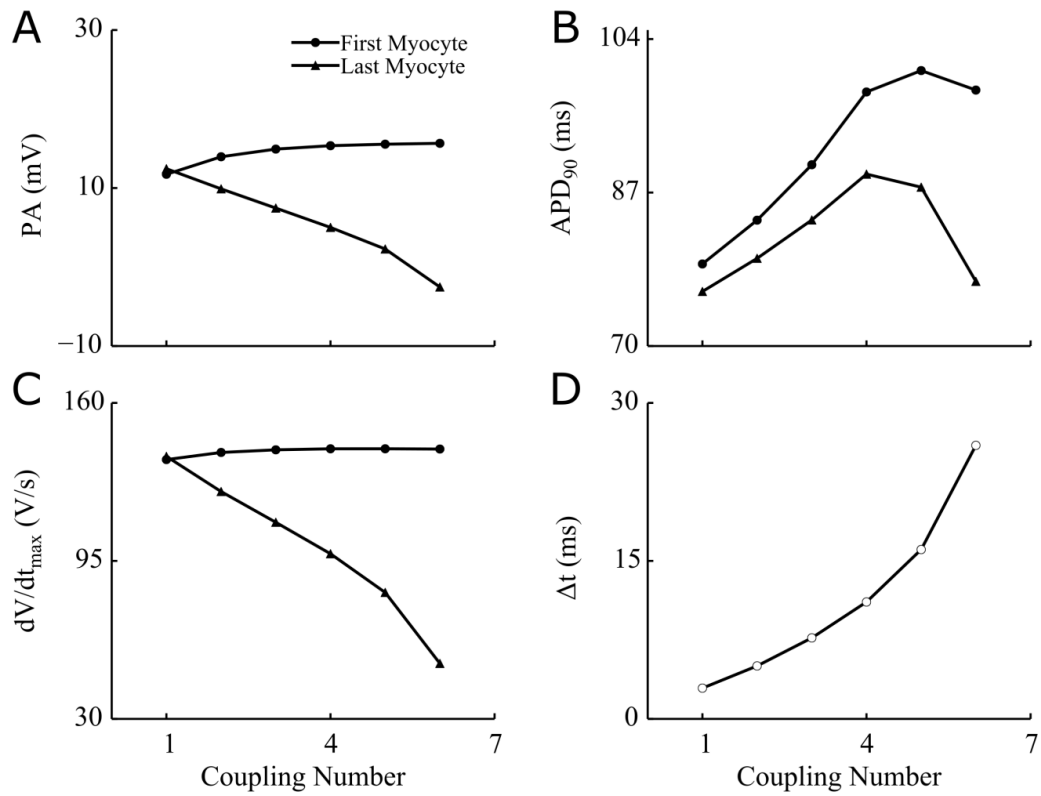 A
30
10
−10
PA (mV)
First Myocyte
Last Myocyte
B
104
87
70
APD90 (ms)
C
160
95
30
dV/dtmax (V/s)
1
4
7
Coupling Number
D
30
15
0
Δt (ms)
1
4
7
Coupling Number